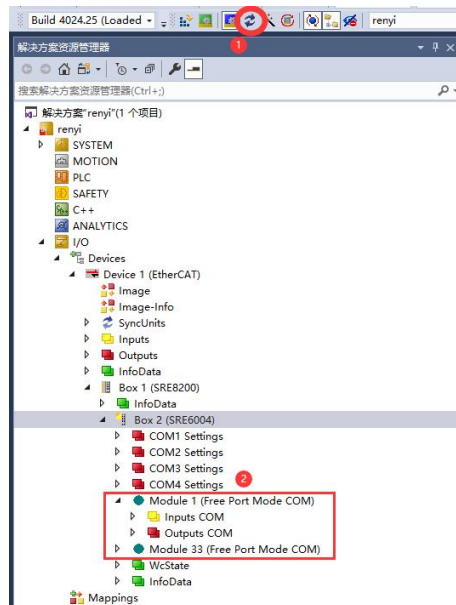 Build 4024.25 (Loaded
renyi
1
解决方案资源管理器
搜索解决方案资源管理器(Ctrl+;)
解决方案"renyi"(1 个项目)
renyi
SYSTEM
MOTION
PLC
SAFETY
C++
ANALYTICS
I/O
Devices
Device 1 (EtherCAT)
Image
Image-Info
SyncUnits
Inputs
Outputs
InfoData
Box 1 (SRE8200)
InfoData
Box 2 (SRE6004)
COM1 Settings
COM2 Settings
COM3 Settings
COM4 Settings
2
Module 1 (Free Port Mode COM)
Inputs COM
Outputs COM
Module 33 (Free Port Mode COM)
WcState
InfoData
Mappings